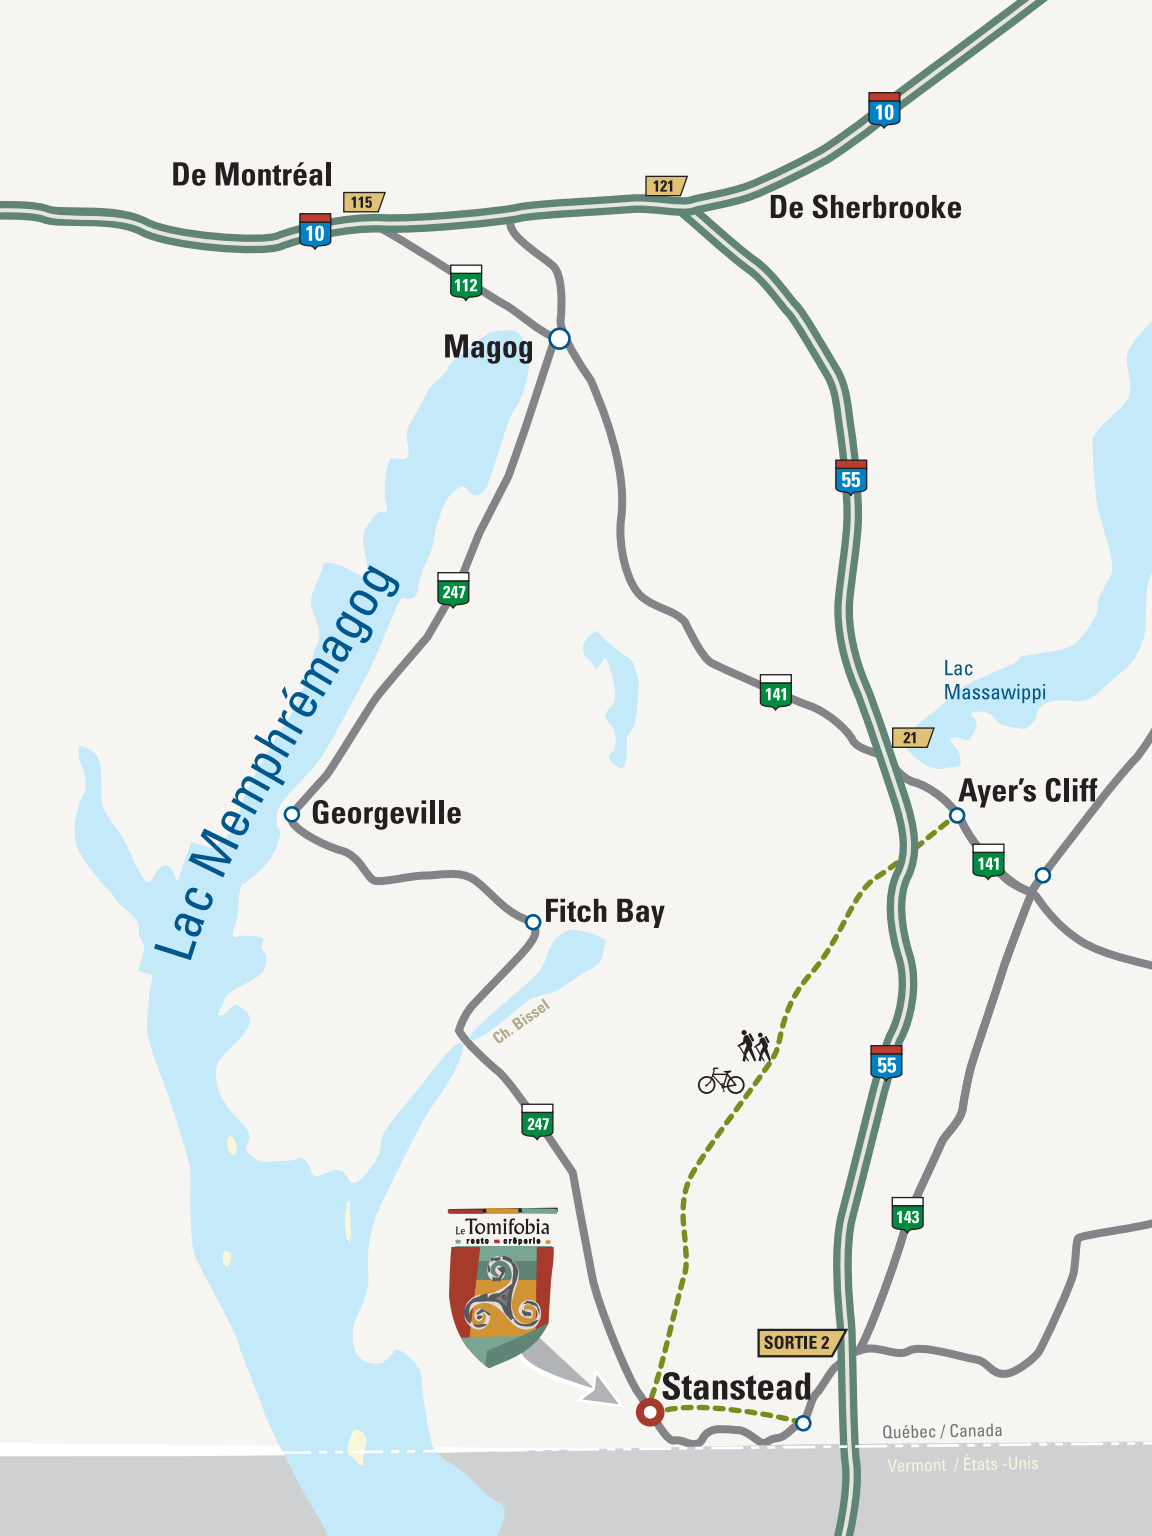 10
De Montréal
115
121
De Sherbrooke
10
112
Magog
55
247
Lac Memphrémagog
141
Lac
Massawippi
21
Ayer's Cliff
Georgeville
141
Fitch Bay
Ch. Bissel
55
247
143
Le Tomifobia
resto crêperie
SORTIE 2
Stanstead
Québec / Canada
Vermont / États -Unis